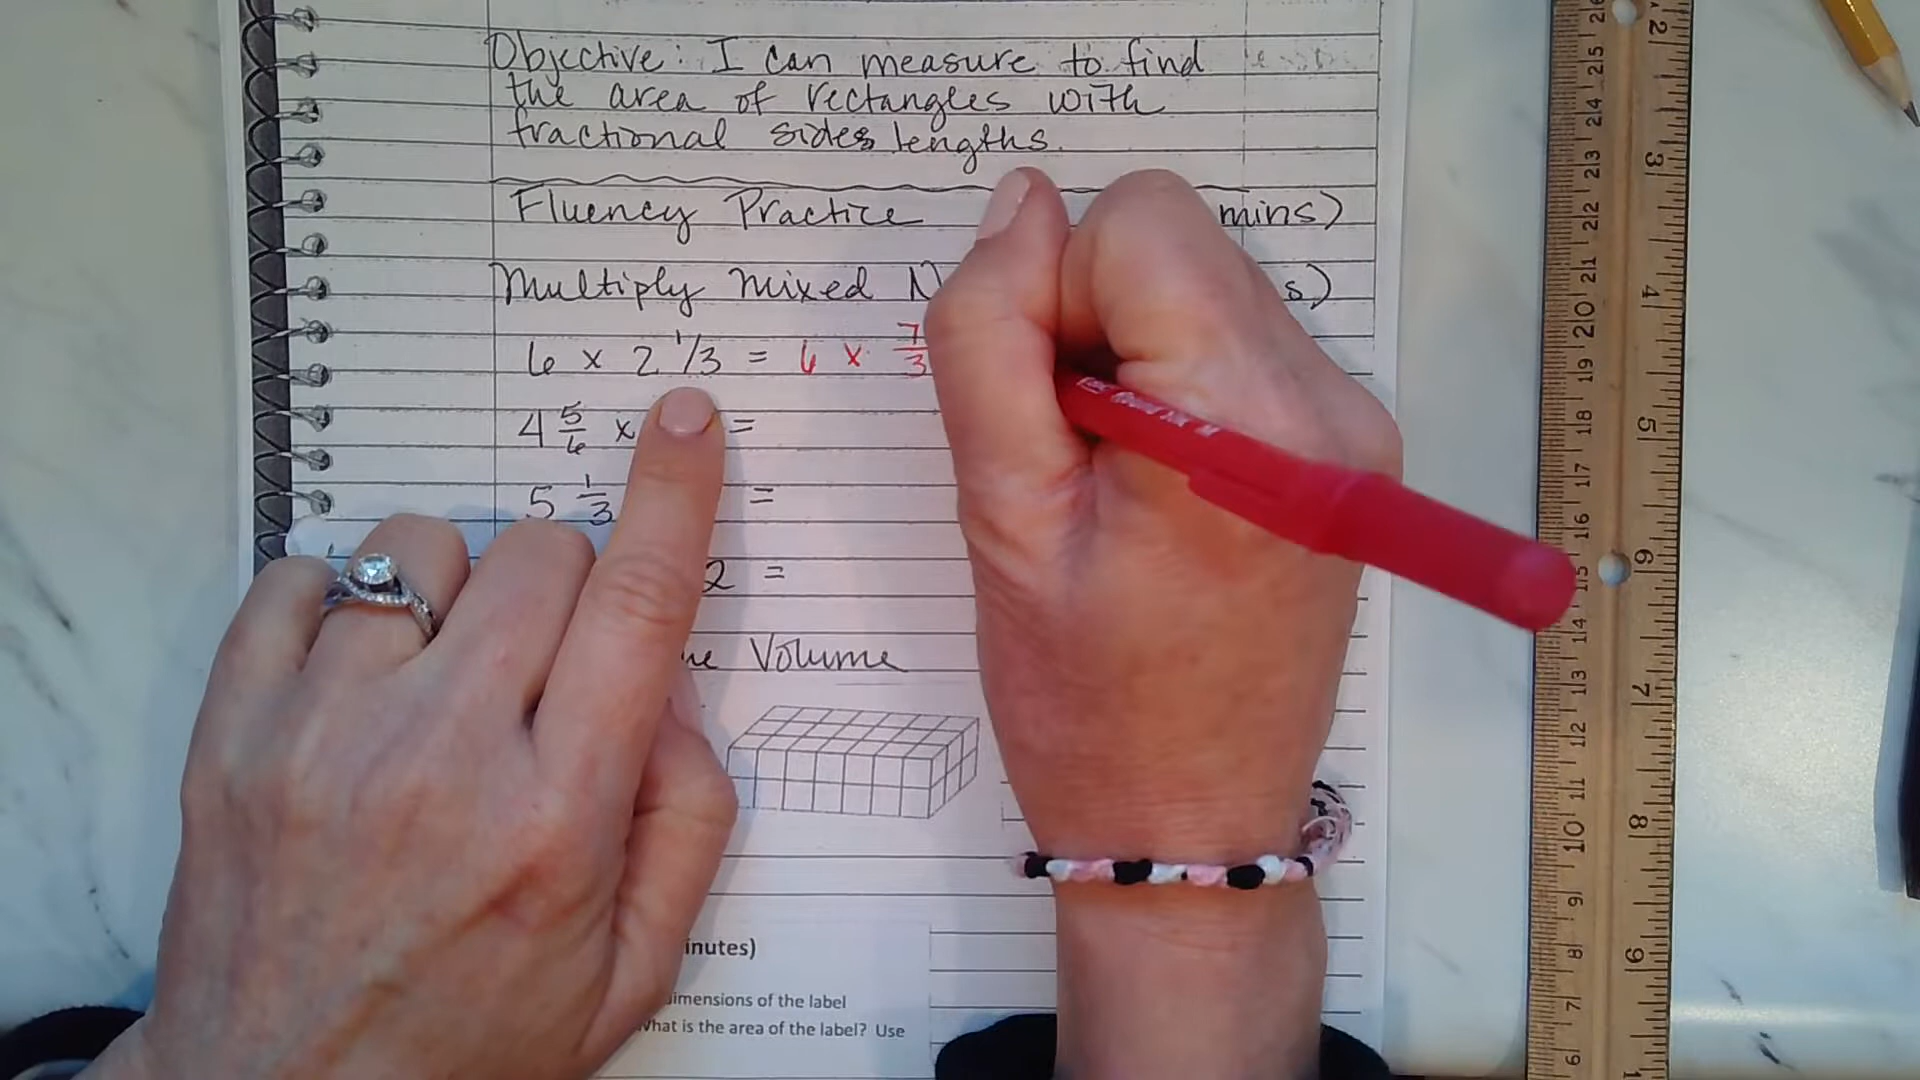 Objective: I can measure to find
the area of rectangles with
fractional sides lengths.
Fluency Practice mins)
Multiply Mixed N s)
6 x 2 1/3 = 6 x 7/3
4 5/6 x =
5 1/3 =
2 =
Volume
inutes)
dimensions of the label
What is the area of the label? Use